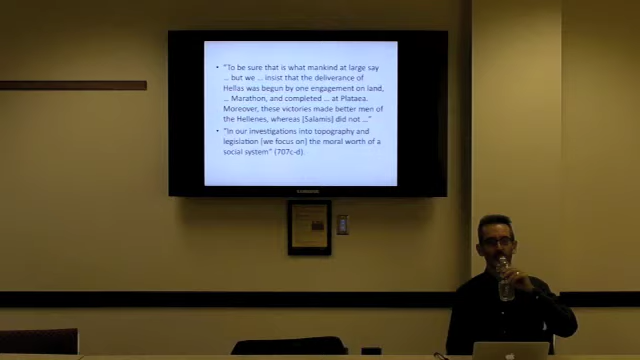 • "To be sure that is what mankind at large say
... but we ... insist that the deliverance of
Hellas was begun by one engagement on land,
... Marathon, and completed ... at Plataea.
Moreover, these victories made better men of
the Hellenes, whereas [Salamis] did not ..."
• "In our investigations into topography and
legislation [we focus on] the moral worth of a
social system" (707c-d).
SAMSUNG